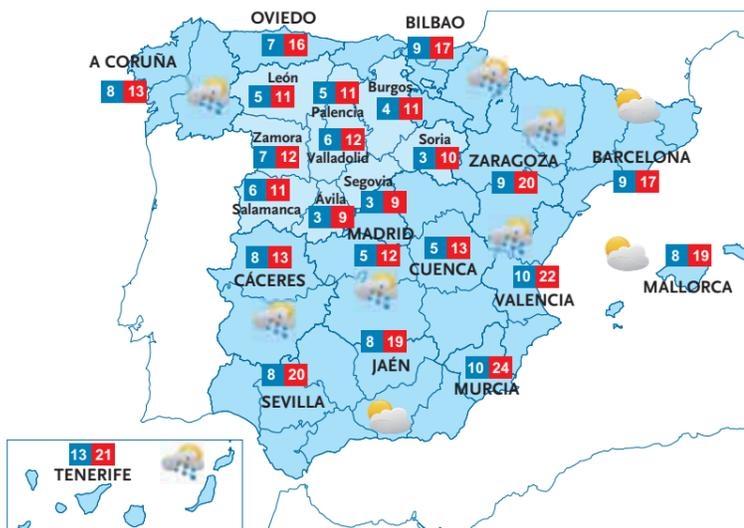 OVIEDO
7 16
BILBAO
9 17
A CORUÑA
8 13
León
5 11
5 11
Palencia
Burgos
4 11
Zamora
7 12
6 12
Valladolid
Soria
3 10
ZARAGOZA
9 20
BARCELONA
9 17
6 11
Salamanca
Ávila
3 9
Segovia
3 9
MADRID
5 12
5 13
CUENCA
8 13
CÁCERES
10 22
VALENCIA
8 19
MALLORCA
8 19
JAÉN
10 24
MURCIA
8 20
SEVILLA
13 21
TENERIFE